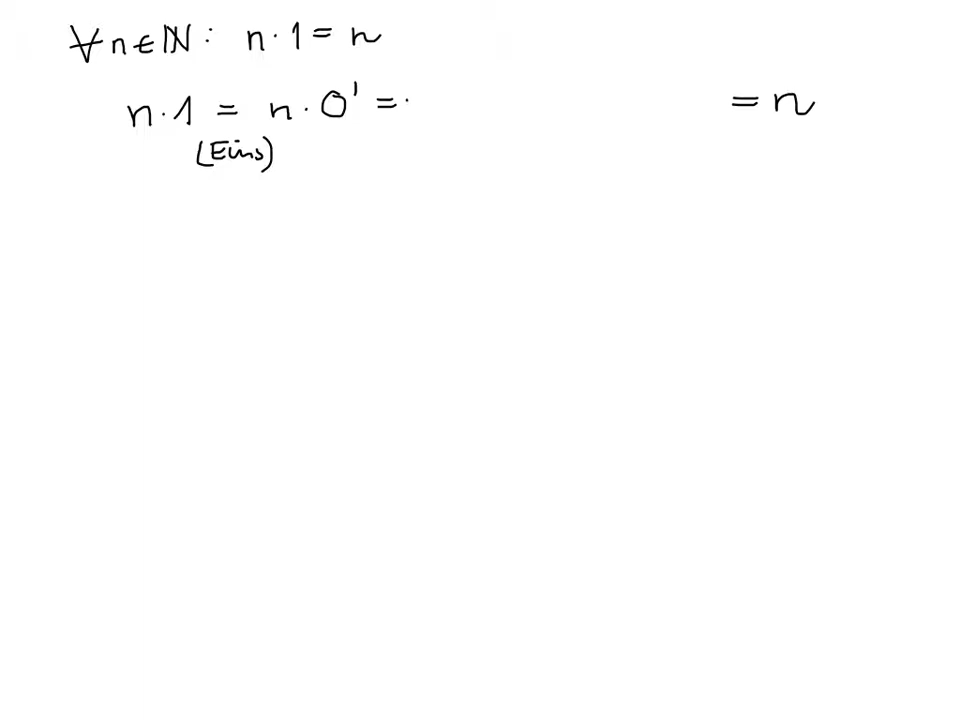 ∀n∈ℕ: n·1 = n
n·1 = n·0' = · = n
(Eins)